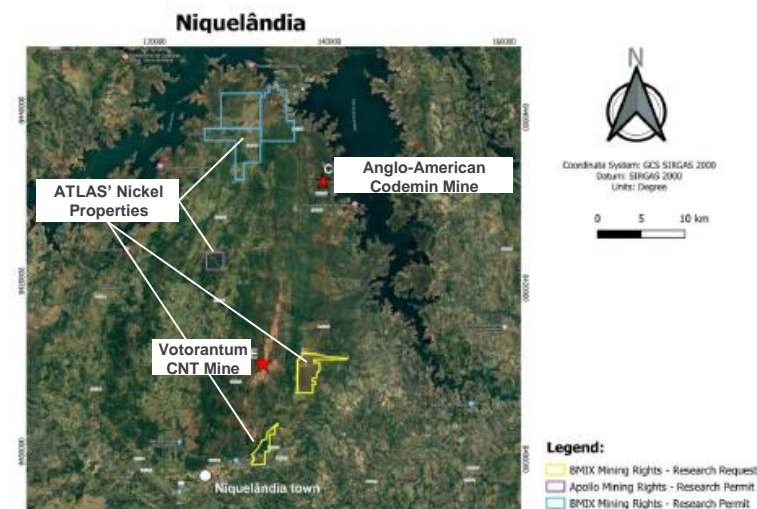 Niquelândia
120000
140000
160000
N
Coordinate System: GCS SIRGAS 2000
Datum: SIRGAS 2000
Units: Degree
0 5 10 km
ATLAS' Nickel
Properties
C
Anglo-American
Codemin Mine
Votorantum
CNT Mine
E
Niquelândia town
Legend:
BMIX Mining Rights - Research Request
Apollo Mining Rights - Research Permit
BMIX Mining Rights - Research Permit